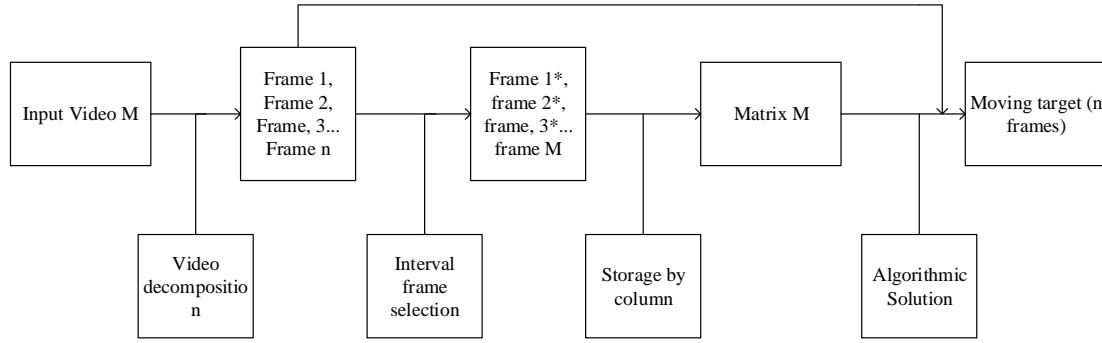 Input Video M
Frame 1,
Frame 2,
Frame, 3...
Frame n
Frame 1*,
frame 2*,
frame, 3*...
frame M
Matrix M
Moving target (n
frames)
Video
decompositio
n
Interval
frame
selection
Storage by
column
Algorithmic
Solution